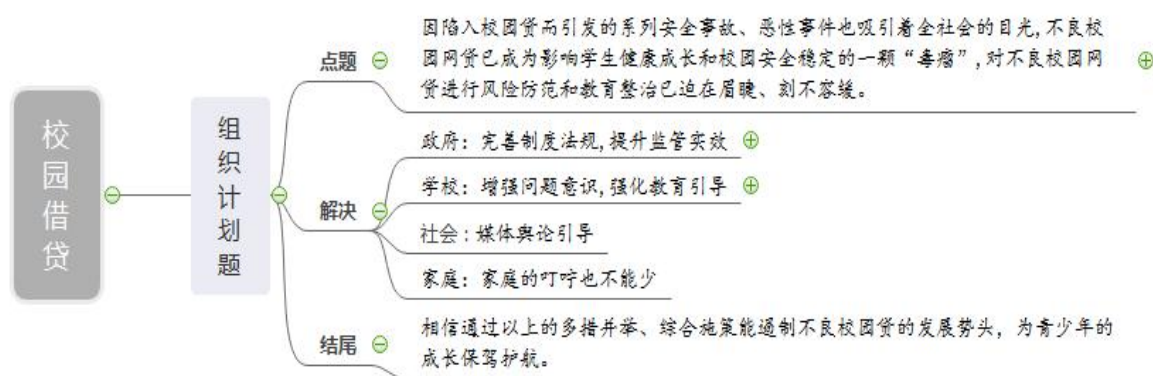 校园借贷
组织计划题
点题
因陷入校园贷而引发的系列安全事故、恶性事件也吸引着全社会的目光,不良校
园网贷已成为影响学生健康成长和校园安全稳定的一颗“毒瘤”,对不良校园网
贷进行风险防范和教育整治已迫在眉睫、刻不容缓。
解决
政府：完善制度法规,提升监管实效
学校：增强问题意识,强化教育引导
社会：媒体舆论引导
家庭：家庭的叮咛也不能少
结尾
相信通过以上的多措并举、综合施策能遏制不良校园贷的发展势头，为青少年的
成长保驾护航。